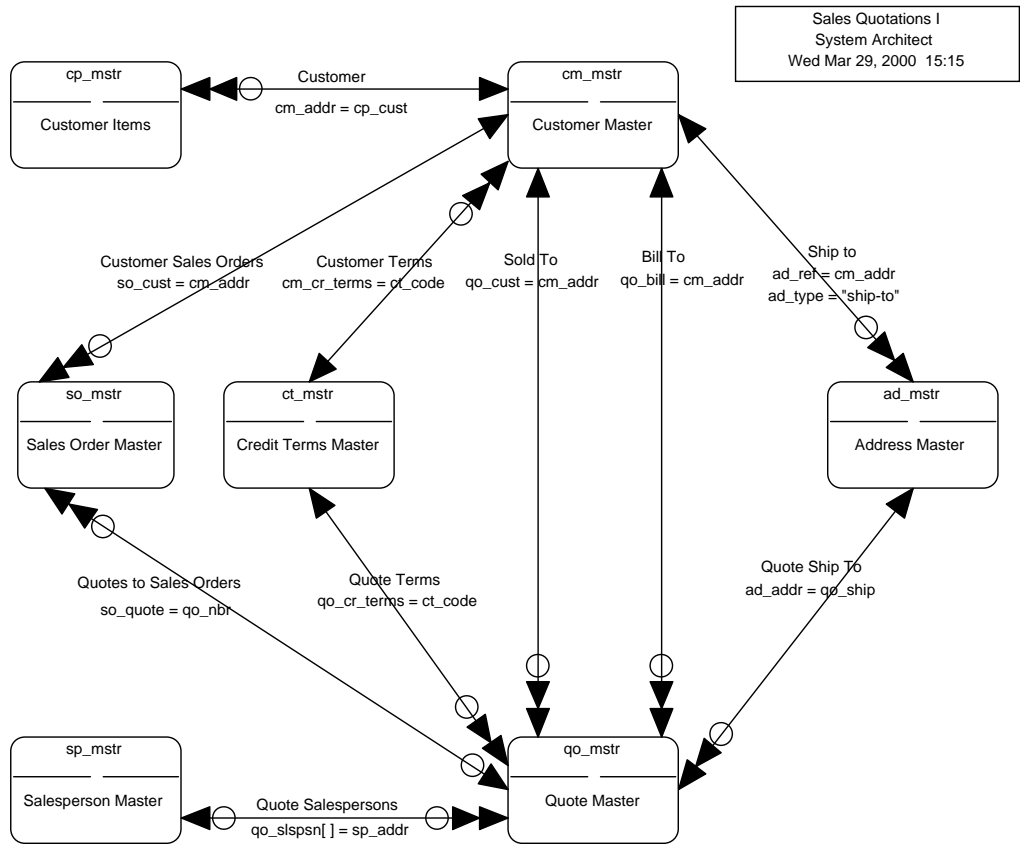 Sales Quotations I
System Architect
Wed Mar 29, 2000  15:15
cp_mstr
Customer Items
Customer
cm_addr = cp_cust
cm_mstr
Customer Master
Customer Sales Orders
so_cust = cm_addr
Customer Terms
cm_cr_terms = ct_code
Sold To
qo_cust = cm_addr
Bill To
qo_bill = cm_addr
Ship to
ad_ref = cm_addr
ad_type = "ship-to"
so_mstr
Sales Order Master
ct_mstr
Credit Terms Master
ad_mstr
Address Master
Quotes to Sales Orders
so_quote = qo_nbr
Quote Terms
qo_cr_terms = ct_code
Quote Ship To
ad_addr = qo_ship
sp_mstr
Salesperson Master
Quote Salespersons
qo_slspsn[ ] = sp_addr
qo_mstr
Quote Master